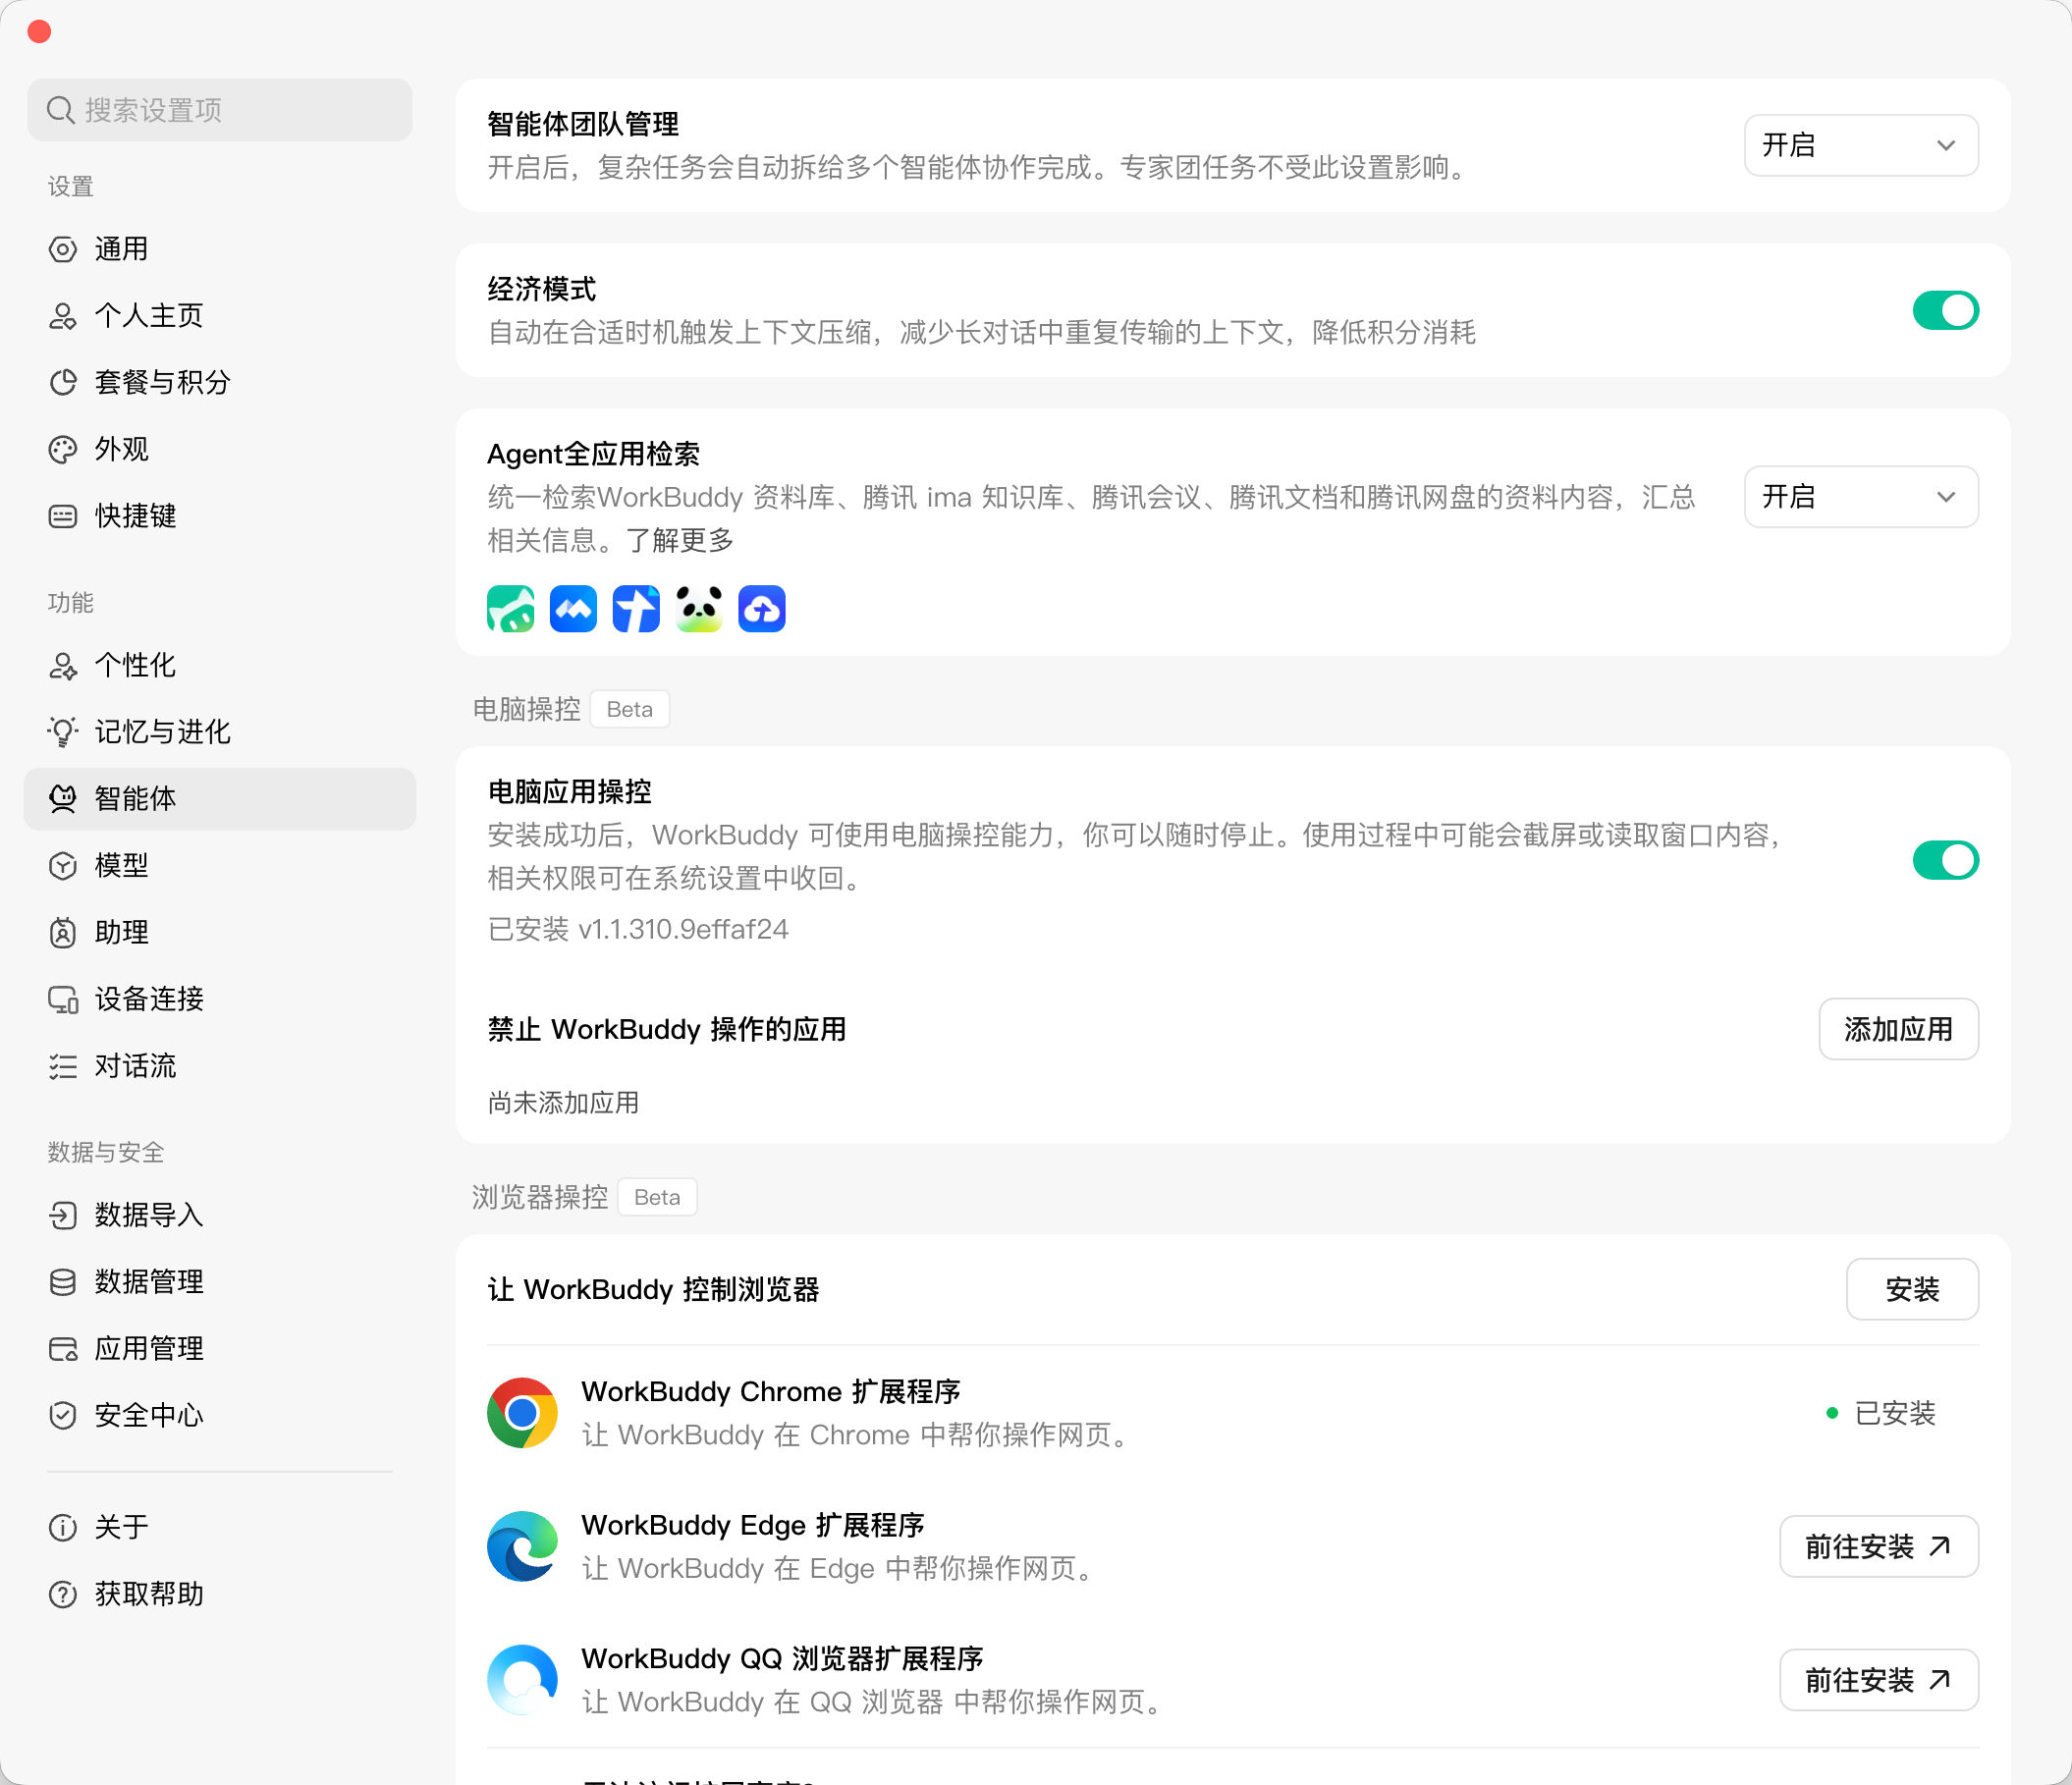 搜索设置项
设置
通用
个人主页
套餐与积分
外观
快捷键
功能
个性化
记忆与进化
智能体
模型
助理
设备连接
对话流
数据与安全
数据导入
数据管理
应用管理
安全中心
关于
获取帮助
智能体团队管理
开启后，复杂任务会自动拆给多个智能体协作完成。专家团任务不受此设置影响。
开启
经济模式
自动在合适时机触发上下文压缩，减少长对话中重复传输的上下文，降低积分消耗
Agent全应用检索
统一检索WorkBuddy 资料库、腾讯 ima 知识库、腾讯会议、腾讯文档和腾讯网盘的资料内容，汇总
相关信息。了解更多
开启
电脑操控 Beta
电脑应用操控
安装成功后，WorkBuddy 可使用电脑操控能力，你可以随时停止。使用过程中可能会截屏或读取窗口内容，
相关权限可在系统设置中收回。
已安装 v1.1.310.9effaf24
禁止 WorkBuddy 操作的应用
添加应用
尚未添加应用
浏览器操控 Beta
让 WorkBuddy 控制浏览器
安装
WorkBuddy Chrome 扩展程序
让 WorkBuddy 在 Chrome 中帮你操作网页。
已安装
WorkBuddy Edge 扩展程序
让 WorkBuddy 在 Edge 中帮你操作网页。
前往安装
WorkBuddy QQ 浏览器扩展程序
让 WorkBuddy 在 QQ 浏览器 中帮你操作网页。
前往安装